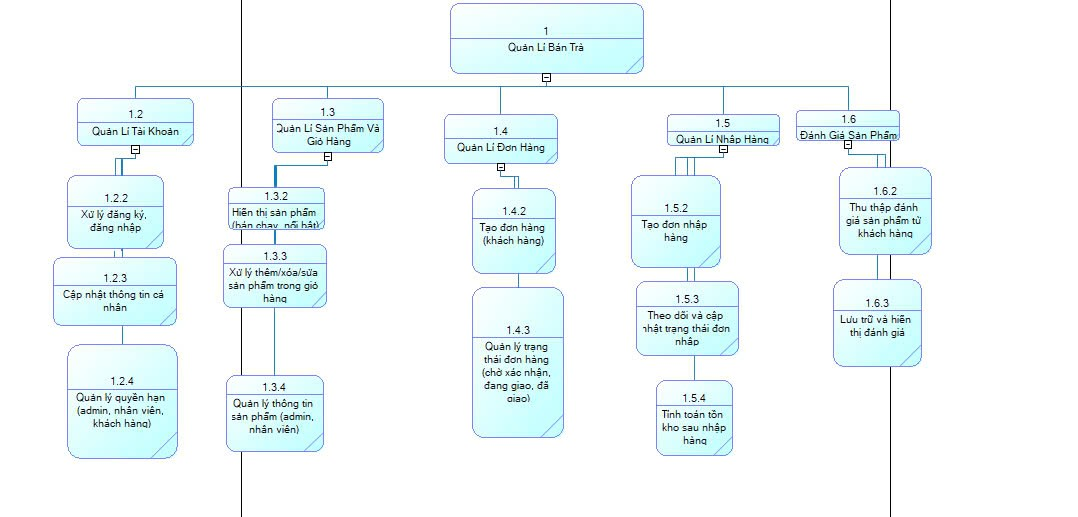 1
Quản Lí Bán Trà
1.2
Quản Lí Tài Khoản
1.3
Quản Lí Sản Phẩm Và
Giỏ Hàng
1.4
Quản Lí Đơn Hàng
1.5
Quản Lí Nhập Hàng
1.6
Đánh Giá Sản Phẩm
1.2.2
Xử lý đăng ký,
đăng nhập
1.2.3
Cập nhật thông tin cá
nhân
1.2.4
Quản lý quyền hạn
(admin, nhân viên,
khách hàng)
1.3.2
Hiển thị sản phẩm
(bán chạy, nổi bật)
1.3.3
Xử lý thêm/xóa/sửa
sản phẩm trong giỏ
hàng
1.3.4
Quản lý thông tin
sản phẩm (admin,
nhân viên)
1.4.2
Tạo đơn hàng
(khách hàng)
1.4.3
Quản lý trạng
thái đơn hàng
(chờ xác nhận,
đang giao, đã
giao)
1.5.2
Tạo đơn nhập
hàng
1.5.3
Theo dõi và cập
nhật trạng thái đơn
nhập
1.5.4
Tính toán tồn
kho sau nhập
hàng
1.6.2
Thu thập đánh
giá sản phẩm từ
khách hàng
1.6.3
Lưu trữ và hiển
thị đánh giá